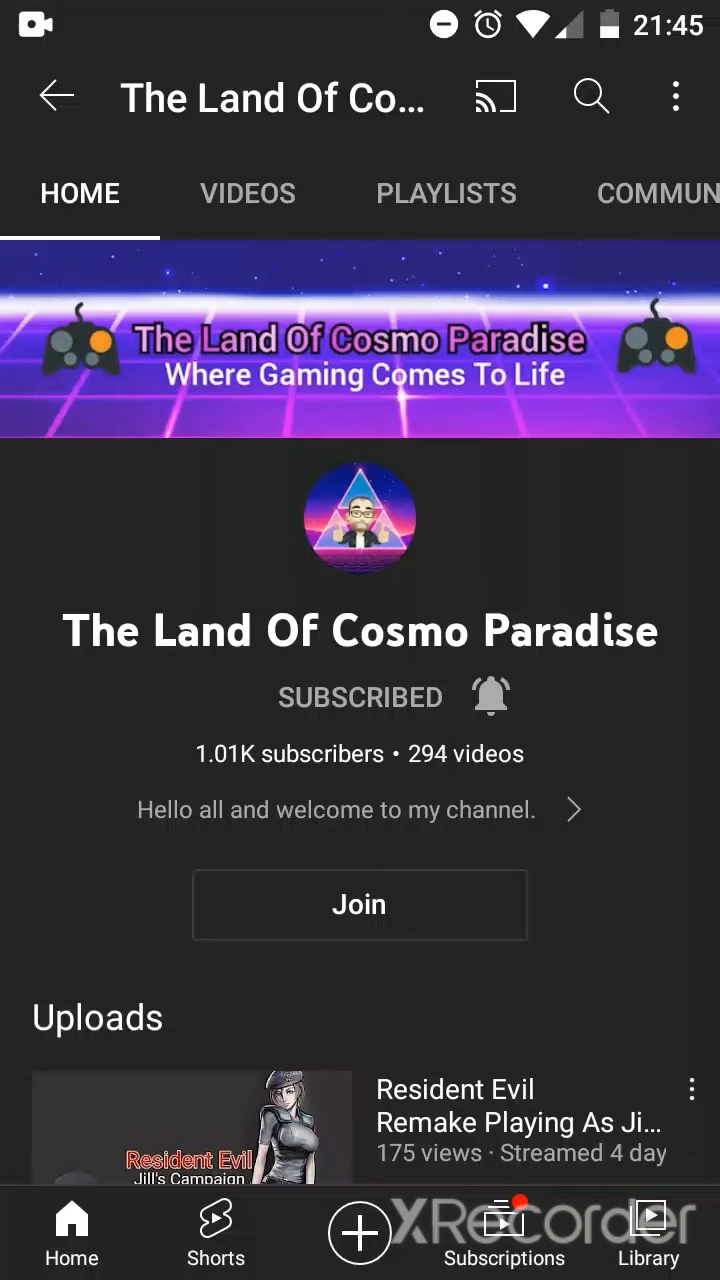 21:45
The Land Of Co...
HOME VIDEOS PLAYLISTS COMMUN
The Land Of Cosmo Paradise
Where Gaming Comes To Life
The Land Of Cosmo Paradise
SUBSCRIBED
1.01K subscribers • 294 videos
Hello all and welcome to my channel.
Join
Uploads
Resident Evil
Jill's Campaign
Resident Evil
Remake Playing As Ji...
175 views · Streamed 4 day
XRecorder
Home Shorts Subscriptions Library